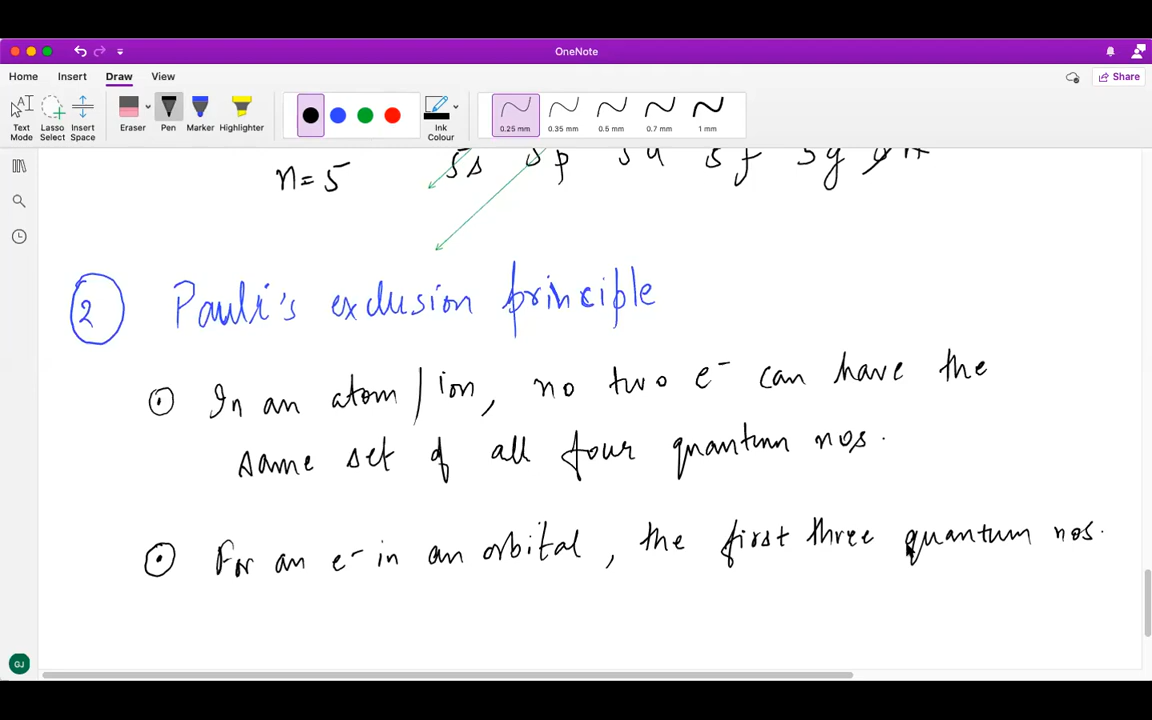 OneNote
Home Insert Draw View
Share
Text Mode
Lasso Select
Insert Space
Eraser
Pen
Marker
Highlighter
Ink Colour
0.25 mm
0.35 mm
0.5 mm
0.7 mm
1 mm
n=5 5s 5p 5d 5f 5g
2 Pauli's exclusion principle
In an atom/ion, no two e⁻ can have the
same set of all four quantum nos.
For an e⁻ in an orbital, the first three quantum nos.
GJ